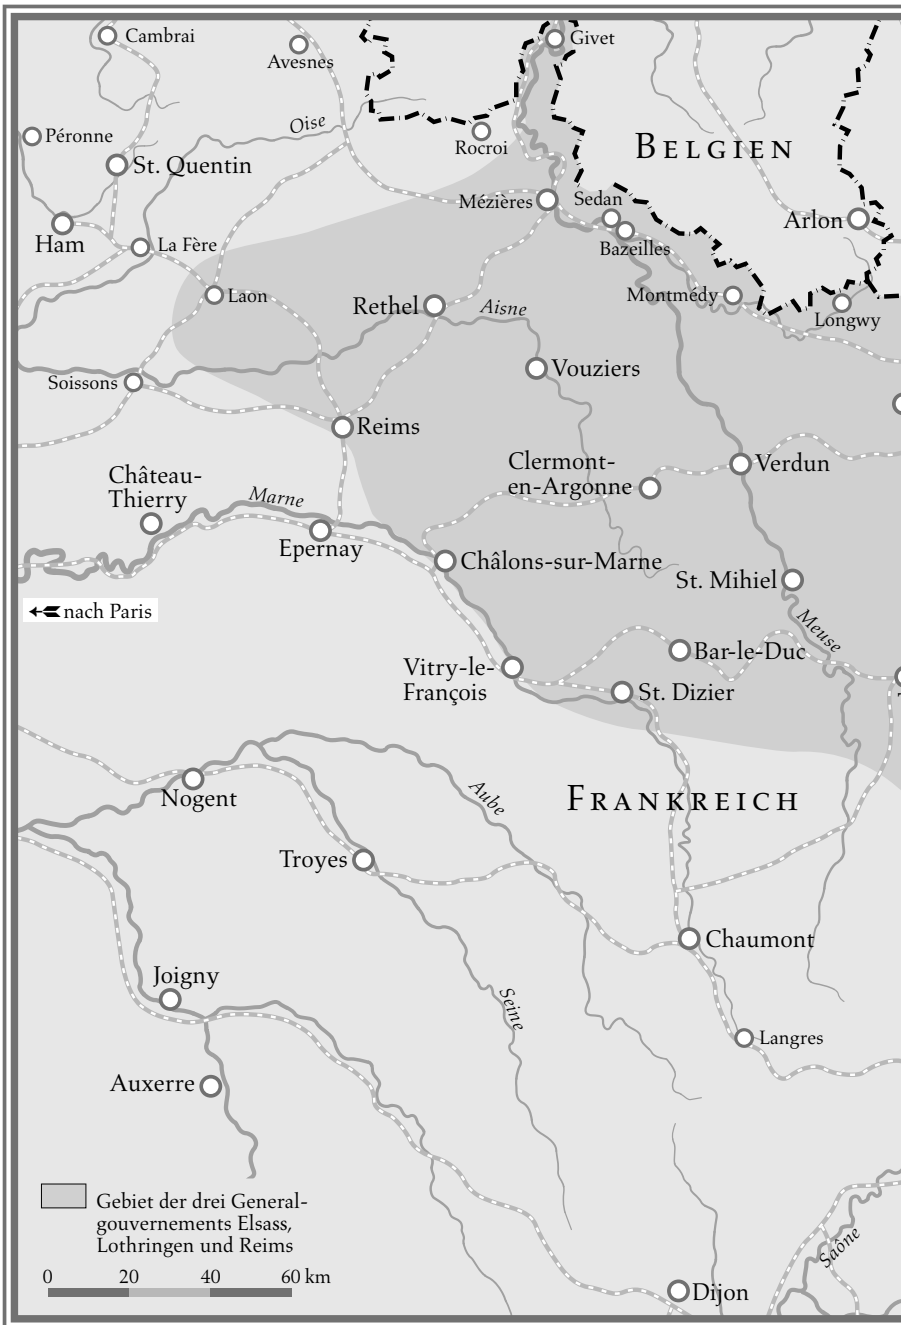 Cambrai
Givet
Avesnes
Oise
Péronne
Rocroi
BELGIEN
St. Quentin
Mézières
Sedan
Arlon
Ham
La Fère
Bazeilles
Laon
Rethel
Aisne
Montmédy
Longwy
Soissons
Vouziers
Reims
Château-
Thierry
Marne
Clermont-
en-Argonne
Verdun
Epernay
Châlons-sur-Marne
St. Mihiel
nach Paris
Meuse
Vitry-le-
François
Bar-le-Duc
St. Dizier
Nogent
Aube
FRANKREICH
Troyes
Chaumont
Joigny
Seine
Langres
Auxerre
Gebiet der drei General-
gouvernements Elsass,
Lothringen und Reims
0 20 40 60 km
Saône
Dijon